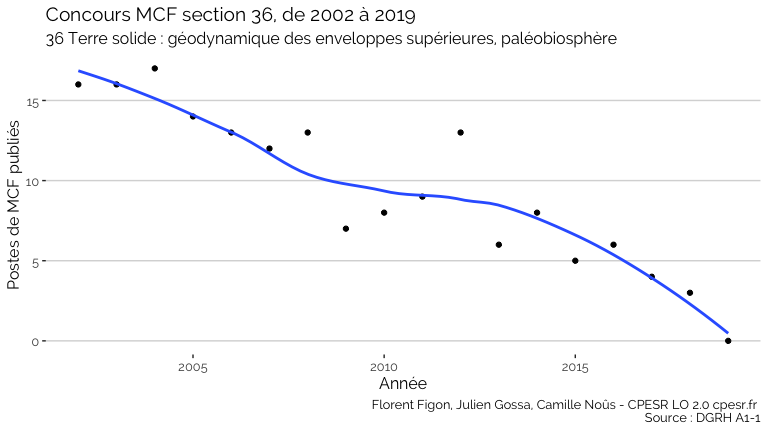 Concours MCF section 36, de 2002 à 2019
36 Terre solide : géodynamique des enveloppes supérieures, paléobiosphère
Postes de MCF publiés
15
10
5
0
2005
2010
2015
Année
Florent Figon, Julien Gossa, Camille Noûs - CPESR LO 2.0 cpesr.fr
Source : DGRH A1-1